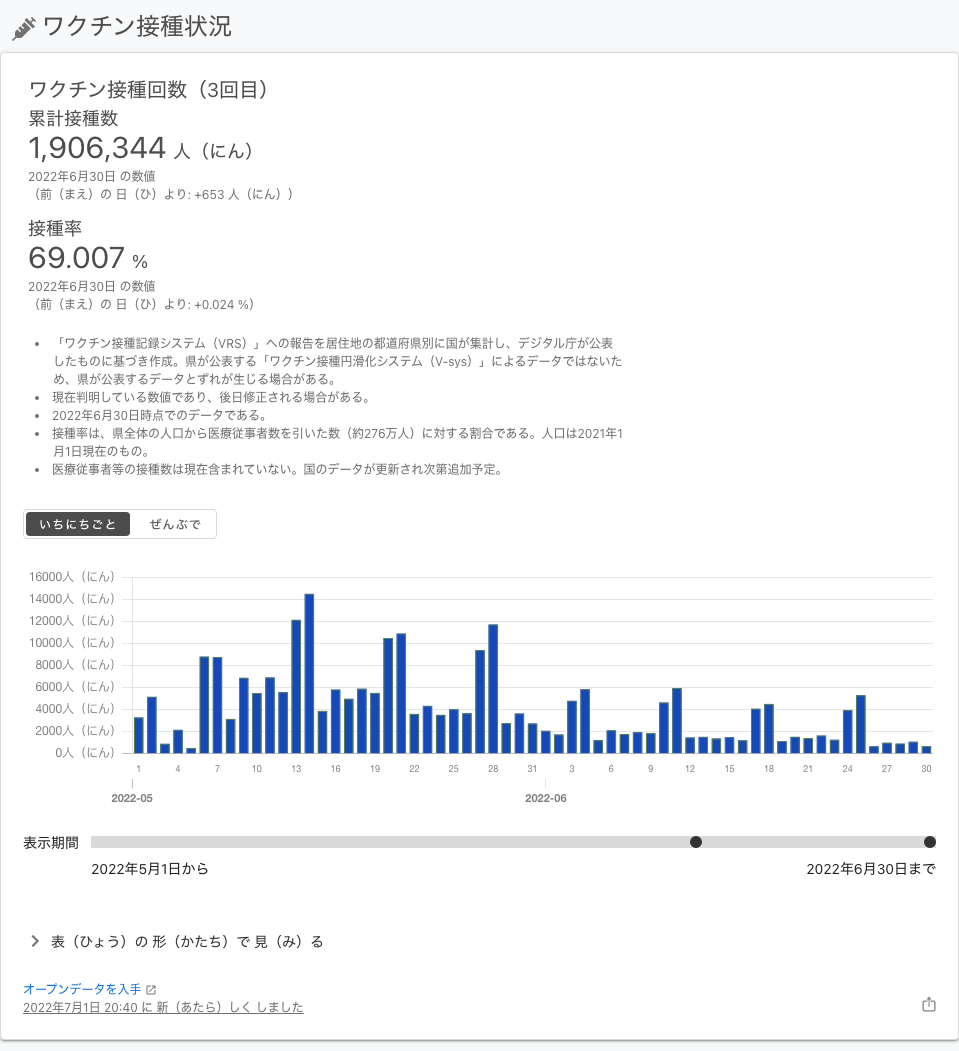 ワクチン接種状況
ワクチン接種回数（3回目）
累計接種数
1,906,344 人（にん）
2022年6月30日 の数値
（前（まえ）の 日（ひ）より: +653 人（にん））
接種率
69.007 %
2022年6月30日 の数値
（前（まえ）の 日（ひ）より: +0.024 %）
• 「ワクチン接種記録システム（VRS）」への報告を居住地の都道府県別に国が集計し、デジタル庁が公表
したものに基づき作成。県が公表する「ワクチン接種円滑化システム（V-sys）」によるデータではないた
め、県が公表するデータとずれが生じる場合がある。
• 現在判明している数値であり、後日修正される場合がある。
• 2022年6月30日時点でのデータである。
• 接種率は、県全体の人口から医療従事者数を引いた数（約276万人）に対する割合である。人口は2021年1
月1日現在のもの。
• 医療従事者等の接種数は現在含まれていない。国のデータが更新され次第追加予定。
いちにちごと ぜんぶで
16000人（にん）
14000人（にん）
12000人（にん）
10000人（にん）
8000人（にん）
6000人（にん）
4000人（にん）
2000人（にん）
0人（にん）
1 4 7 10 13 16 19 22 25 28 31 3 6 9 12 15 18 21 24 27 30
2022-05 2022-06
表示期間
2022年5月1日から 2022年6月30日まで
表（ひょう）の 形（かたち）で 見（み）る
オープンデータを入手
2022年7月1日 20:40 に 新（あたら）しく しました